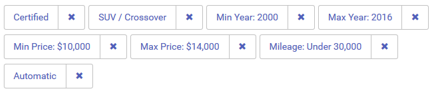 Certified ✖ SUV / Crossover ✖ Min Year: 2000 ✖ Max Year: 2016 ✖
Min Price: $10,000 ✖ Max Price: $14,000 ✖ Mileage: Under 30,000 ✖
Automatic ✖